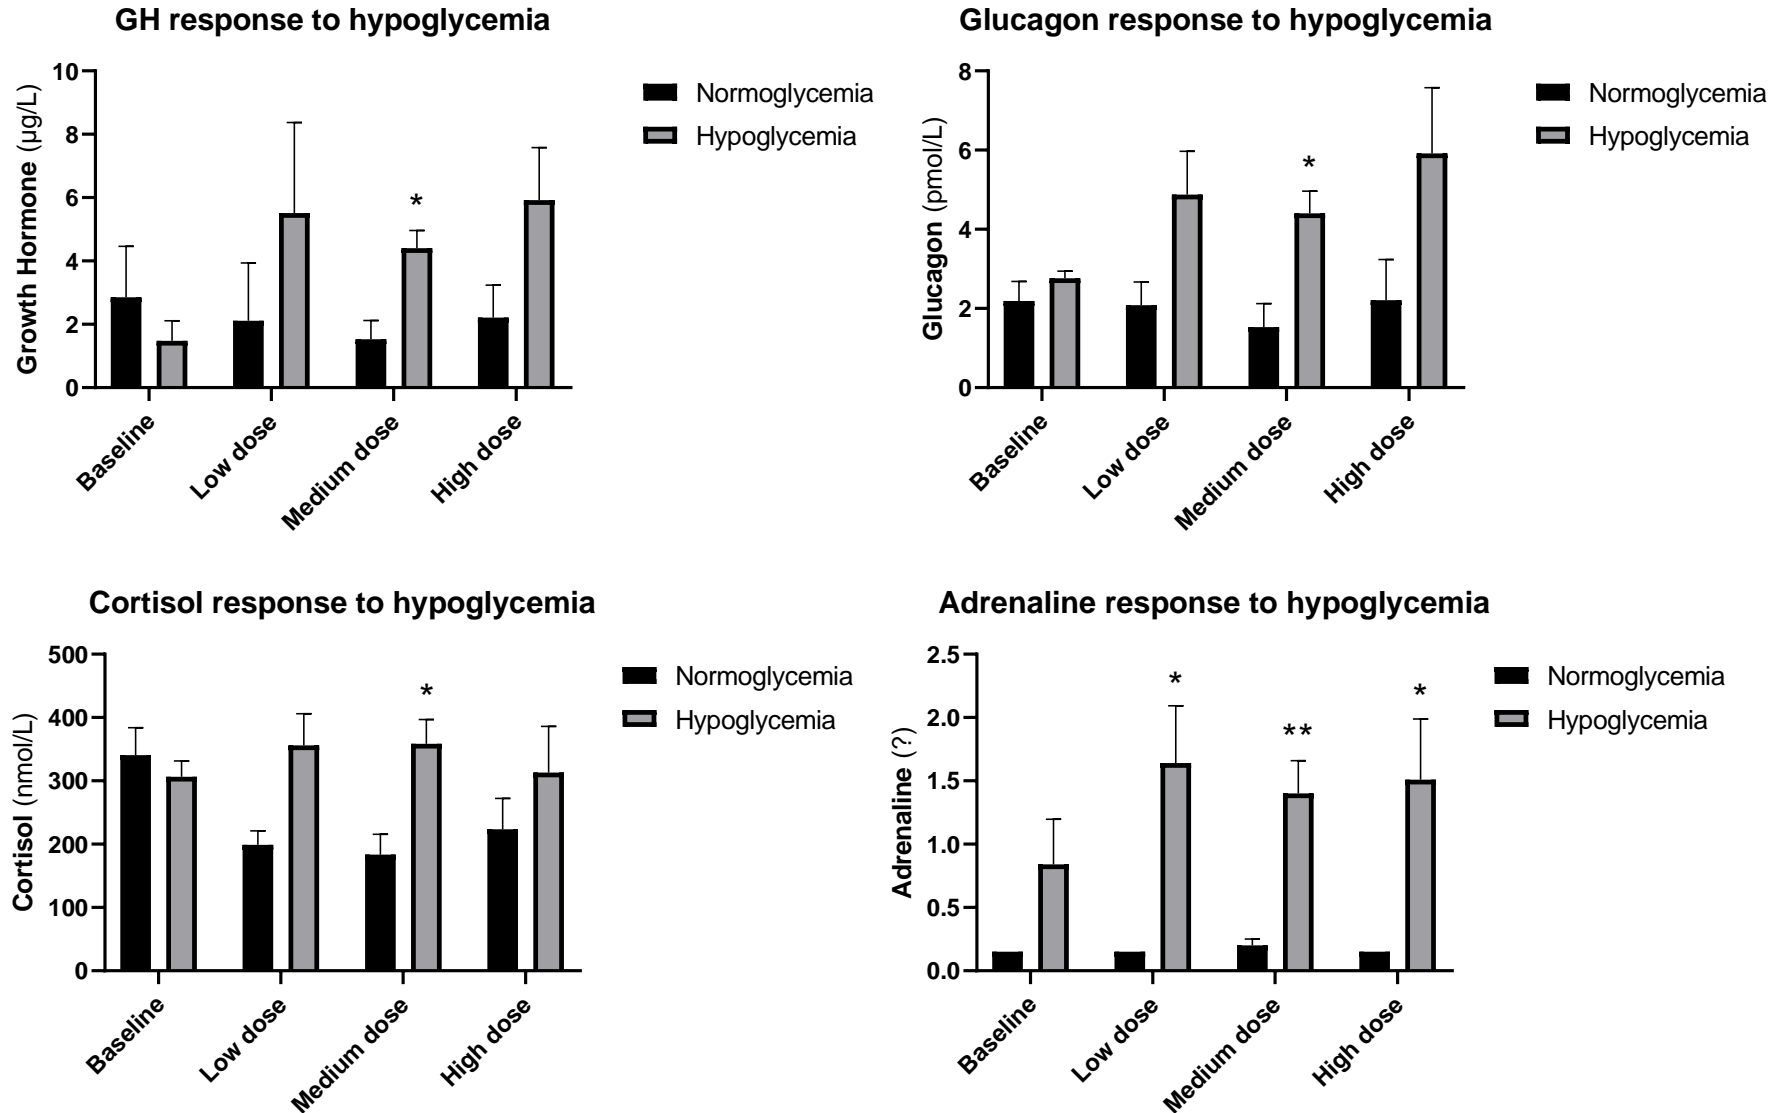 GH response to hypoglycemia
Growth Hormone (µg/L)
10
8
6
4
2
0
*
Baseline
Low dose
Medium dose
High dose
Normoglycemia
Hypoglycemia
Glucagon response to hypoglycemia
Glucagon (pmol/L)
8
6
4
2
0
*
Baseline
Low dose
Medium dose
High dose
Normoglycemia
Hypoglycemia
Cortisol response to hypoglycemia
Cortisol (nmol/L)
500
400
300
200
100
0
*
Baseline
Low dose
Medium dose
High dose
Normoglycemia
Hypoglycemia
Adrenaline response to hypoglycemia
Adrenaline (?)
2.5
2.0
1.5
1.0
0.5
0.0
*
**
*
Baseline
Low dose
Medium dose
High dose
Normoglycemia
Hypoglycemia